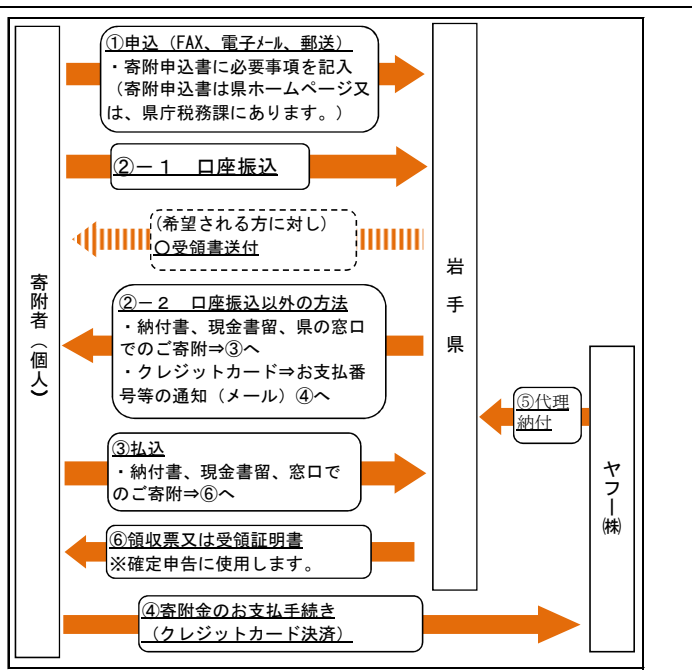 ①申込（FAX、電子ﾒｰﾙ、郵送）
・寄附申込書に必要事項を記入
（寄附申込書は県ホームページ又
は、県庁税務課にあります。）
②－１　口座振込
(希望される方に対し)
○受領書送付
②－２　口座振込以外の方法
・納付書、現金書留、県の窓口
でのご寄附⇒③へ
・クレジットカード⇒お支払番
号等の通知（メール）④へ
③払込
・納付書、現金書留、窓口で
のご寄附⇒⑥へ
⑥領収票又は受領証明書
※確定申告に使用します。
④寄附金のお支払手続き
（クレジットカード決済）
⑤代理
納付
寄附者（個人）
岩手県
ヤフー㈱